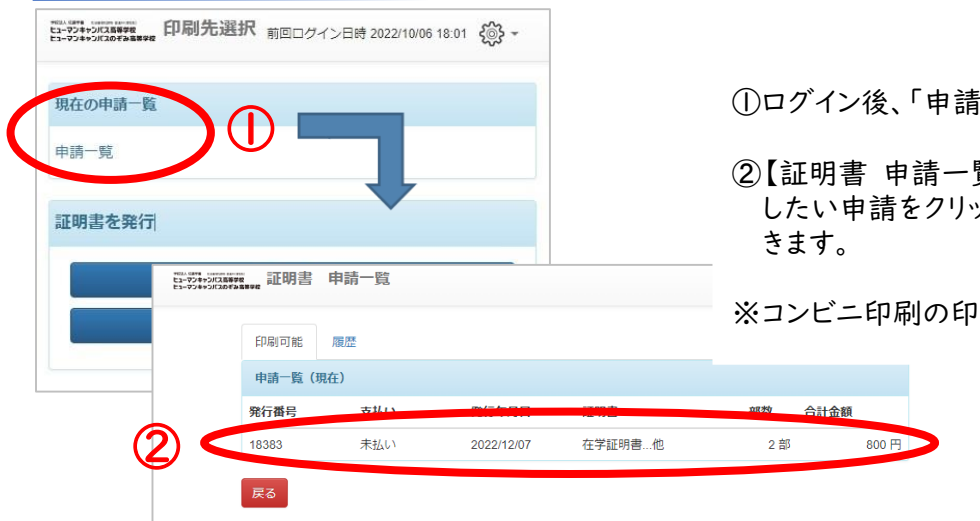 ヒューマンキャンパス高等学校
ヒューマンキャンパスのぞみ高等学校
印刷先選択 前回ログイン日時 2022/10/06 18:01
現在の申請一覧
申請一覧
①
証明書を発行
①ログイン後、「申請
②【証明書 申請一覧
したい申請をクリッ
きます。
※コンビニ印刷の印
ヒューマンキャンパス高等学校
ヒューマンキャンパスのぞみ高等学校
証明書 申請一覧
印刷可能 履歴
申請一覧（現在）
発行番号 支払い 部数 合計金額
②
18383 未払い 2022/12/07 在学証明書...他 2 部 800 円
戻る